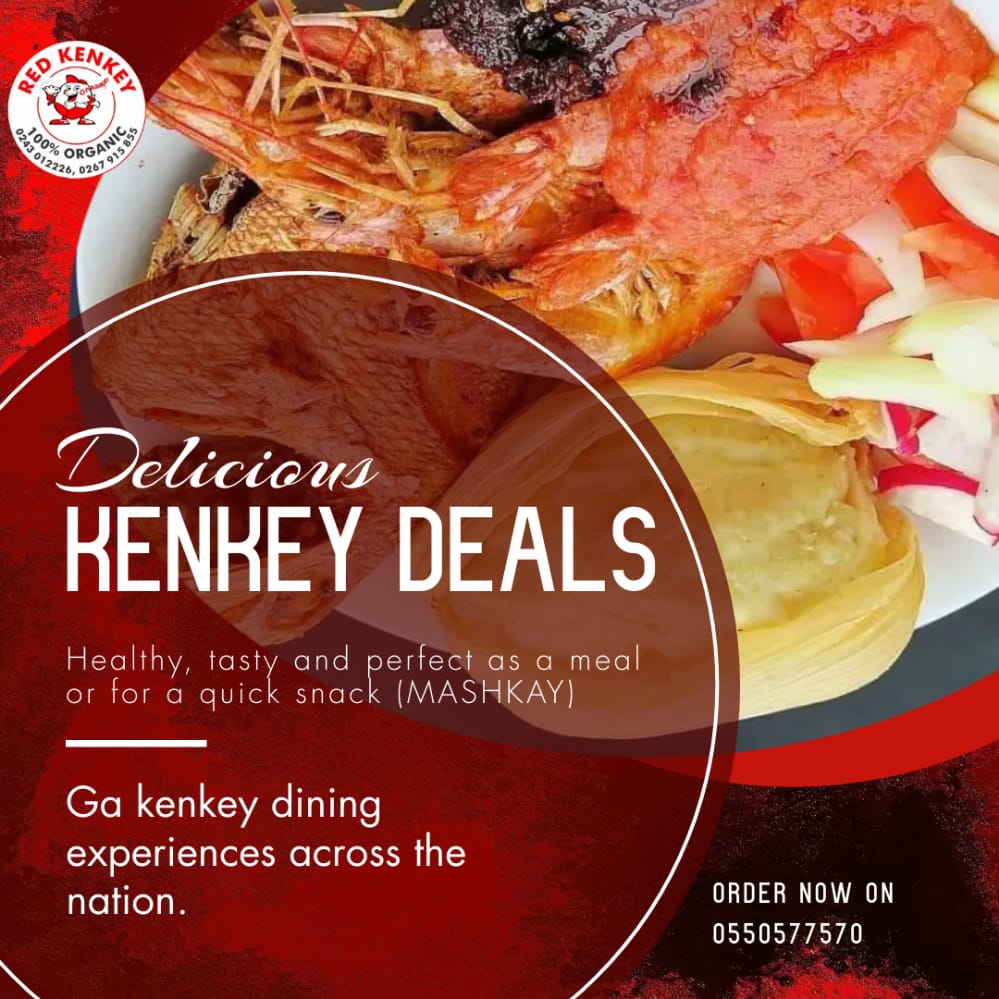 RED KENKEY
100% ORGANIC
0243 012226, 0267 915 855
Delicious
KENKEY DEALS
Healthy, tasty and perfect as a meal
or for a quick snack (MASHKAY)
Ga kenkey dining
experiences across the
nation.
ORDER NOW ON
0550577570